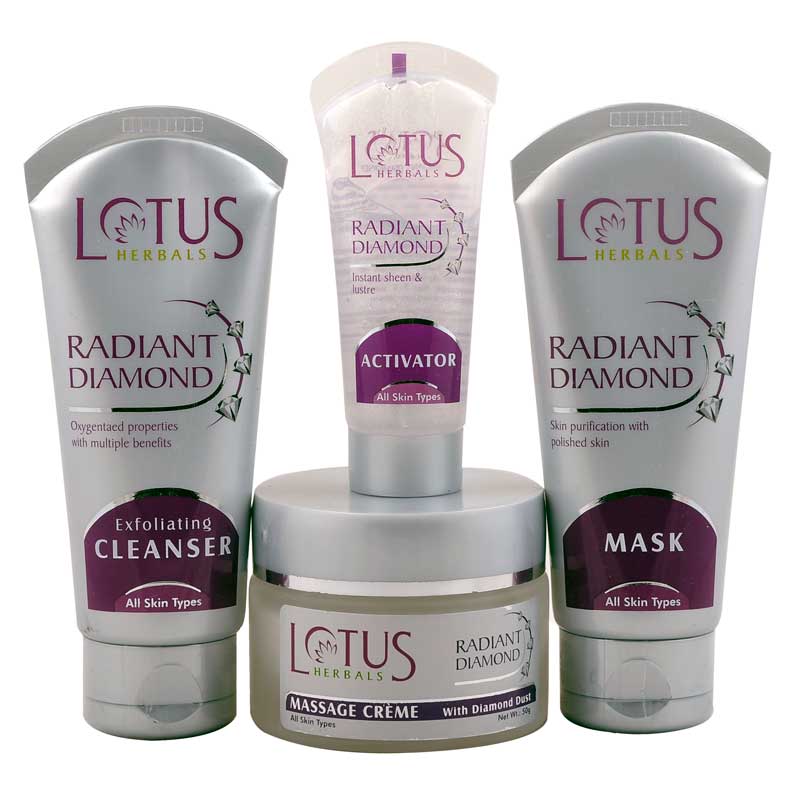 LOTUS
HERBALS
RADIANT
DIAMOND
Oxygentaed properties
with multiple benefits
Exfoliating
CLEANSER
All Skin Types
LOTUS
HERBALS
RADIANT
DIAMOND
Instant sheen &
lustre
ACTIVATOR
All Skin Types
LOTUS
HERBALS
RADIANT
DIAMOND
Skin purification with
polished skin
MASK
All Skin Types
LOTUS
HERBALS
RADIANT
DIAMOND
MASSAGE CRÈME With Diamond Dust
All Skin Types Net Wt.: 50g